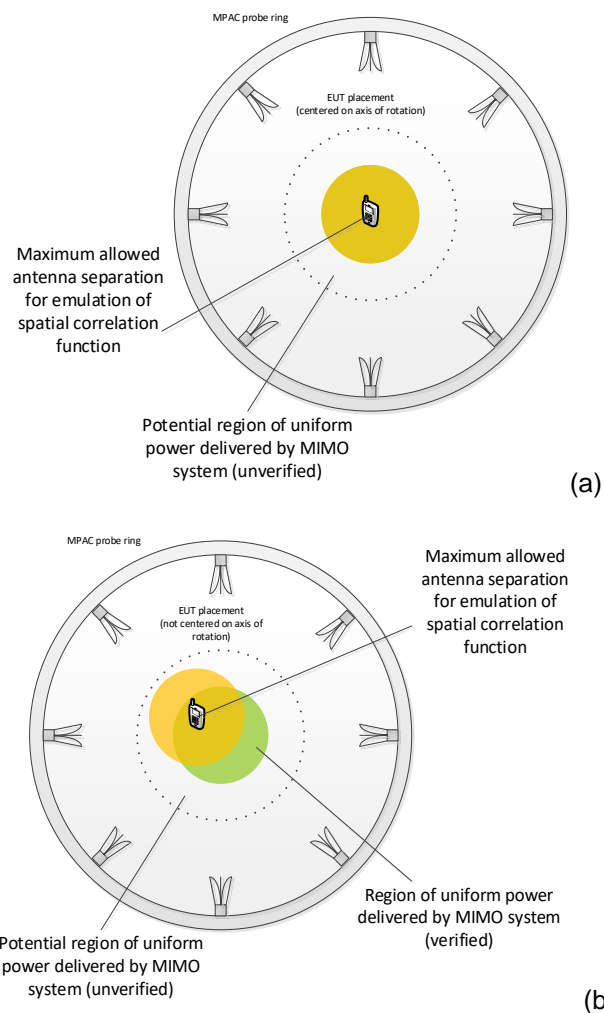 MPAC probe ring
EUT placement
(centered on axis of rotation)
Maximum allowed
antenna separation
for emulation of
spatial correlation
function
Potential region of uniform
power delivered by MIMO
system (unverified)
(a)
MPAC probe ring
Maximum allowed
antenna separation
for emulation of
spatial correlation
function
EUT placement
(not centered on axis of
rotation)
Region of uniform power
delivered by MIMO system
(verified)
Potential region of uniform
power delivered by MIMO
system (unverified)
(b